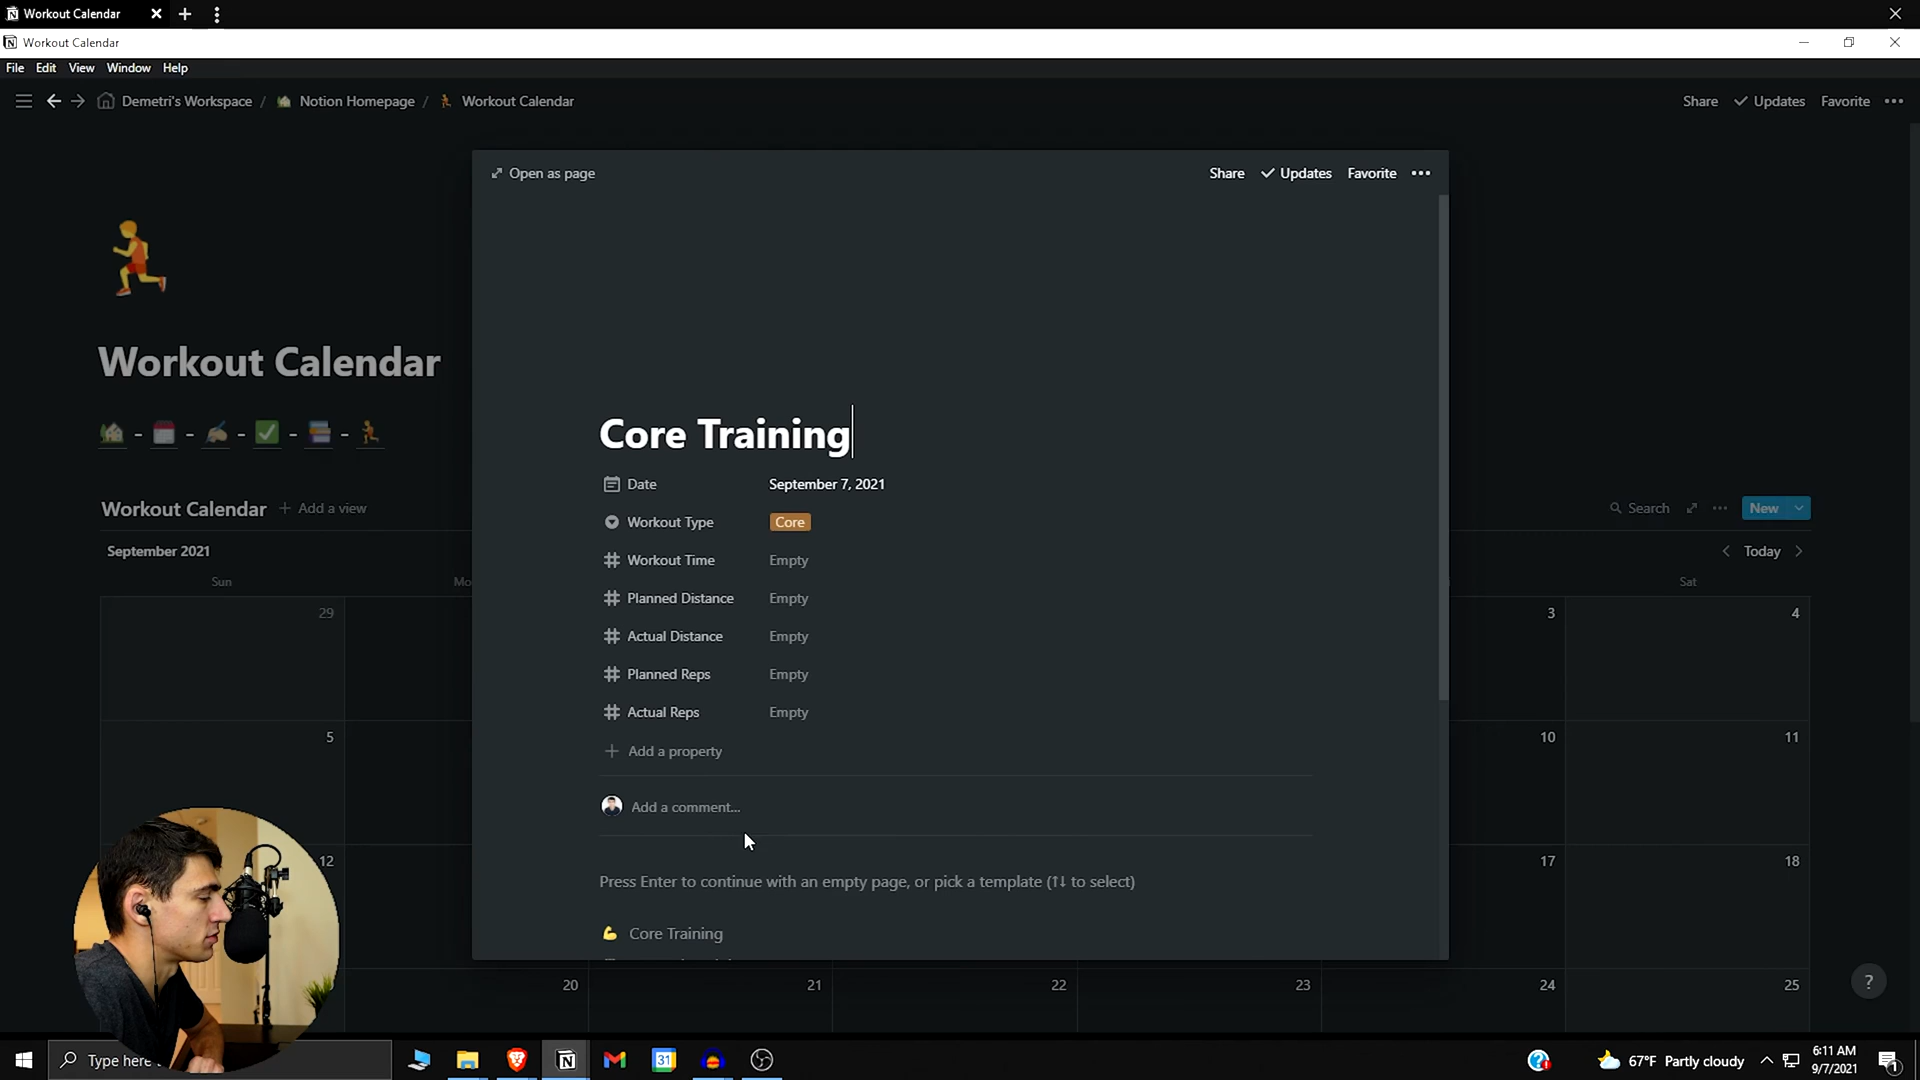 Workout Calendar
Workout Calendar
File Edit View Window Help
Demetri's Workspace / Notion Homepage / Workout Calendar Share Updates Favorite
Open as page Share Updates Favorite
Workout Calendar
Core Training
Date September 7, 2021
Workout Type Core
Workout Time Empty
Planned Distance Empty
Actual Distance Empty
Planned Reps Empty
Actual Reps Empty
+ Add a property
Add a comment...
Press Enter to continue with an empty page, or pick a template (↑↓ to select)
Core Training
Workout Calendar + Add a view Search New
September 2021 Today
Sun Sat
29 3 4
5 10 11
12 17 18
20 21 22 23 24 25
?
Type here 31 67°F Partly cloudy 6:11 AM
9/7/2021 1